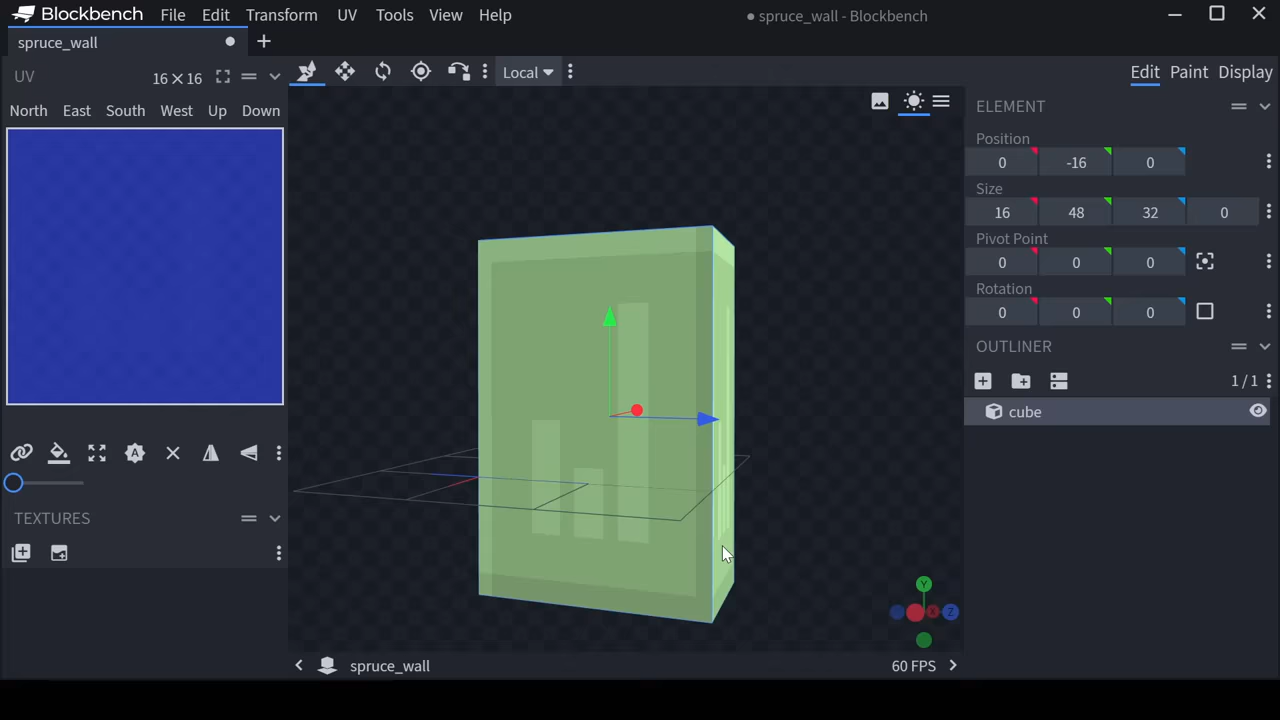 Blockbench File Edit Transform UV Tools View Help
● spruce_wall - Blockbench
spruce_wall
UV 16×16
North East South West Up Down
TEXTURES
Local
Edit Paint Display
ELEMENT
Position
0 -16 0
Size
16 48 32 0
Pivot Point
0 0 0
Rotation
0 0 0
OUTLINER
1 / 1
cube
A
Y
X
Z
spruce_wall
60 FPS